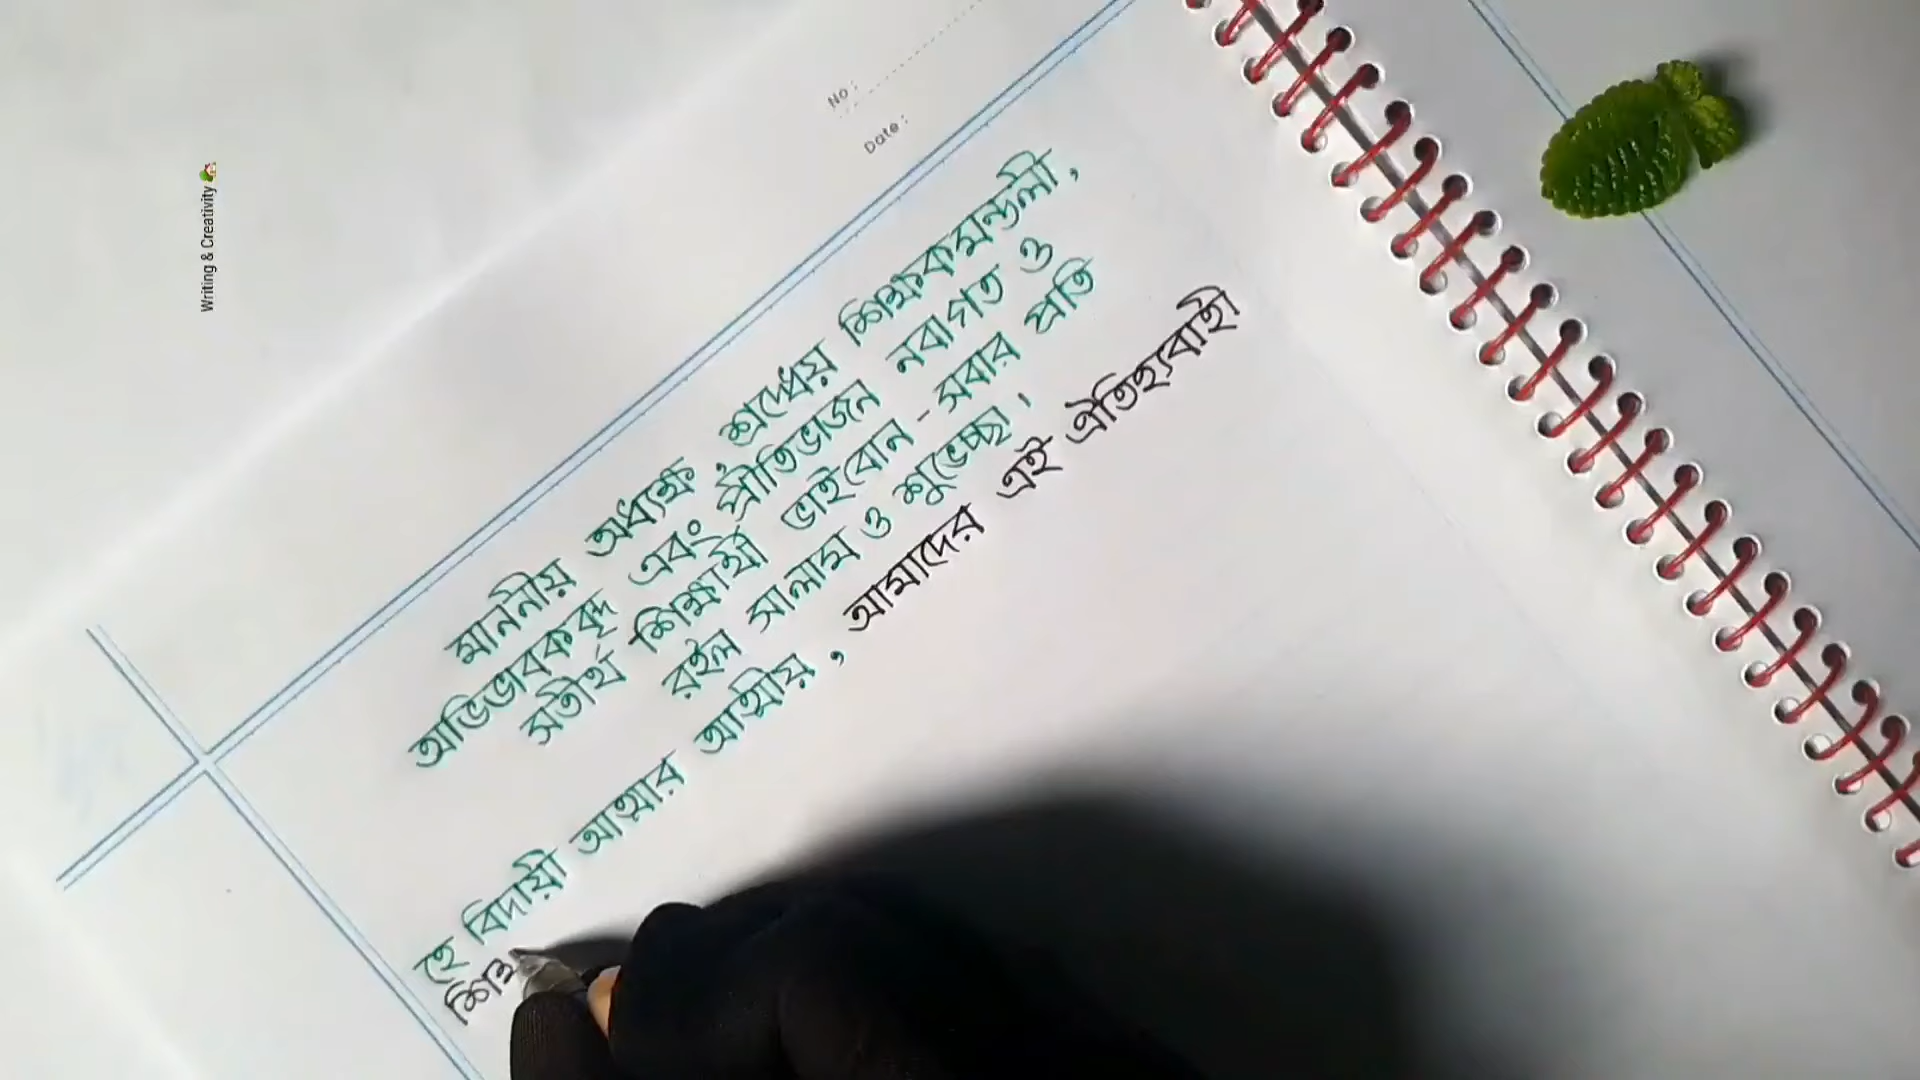 No :
Date :
মাননীয় অধ্যক্ষ, শ্রদ্ধেয় শিক্ষকমন্ডলী,
অভিভাবকবৃন্দ এবং প্রীতিভাজন নবাগত ও
সতীর্থ শিক্ষার্থী ভাইবোন - সবার প্রতি
রইল সালাম ও শুভেচ্ছা।
হে বিদায়ী আত্মার আত্মীয়, আমাদের এই ঐতিহ্যবাহী
Writing & Creativity